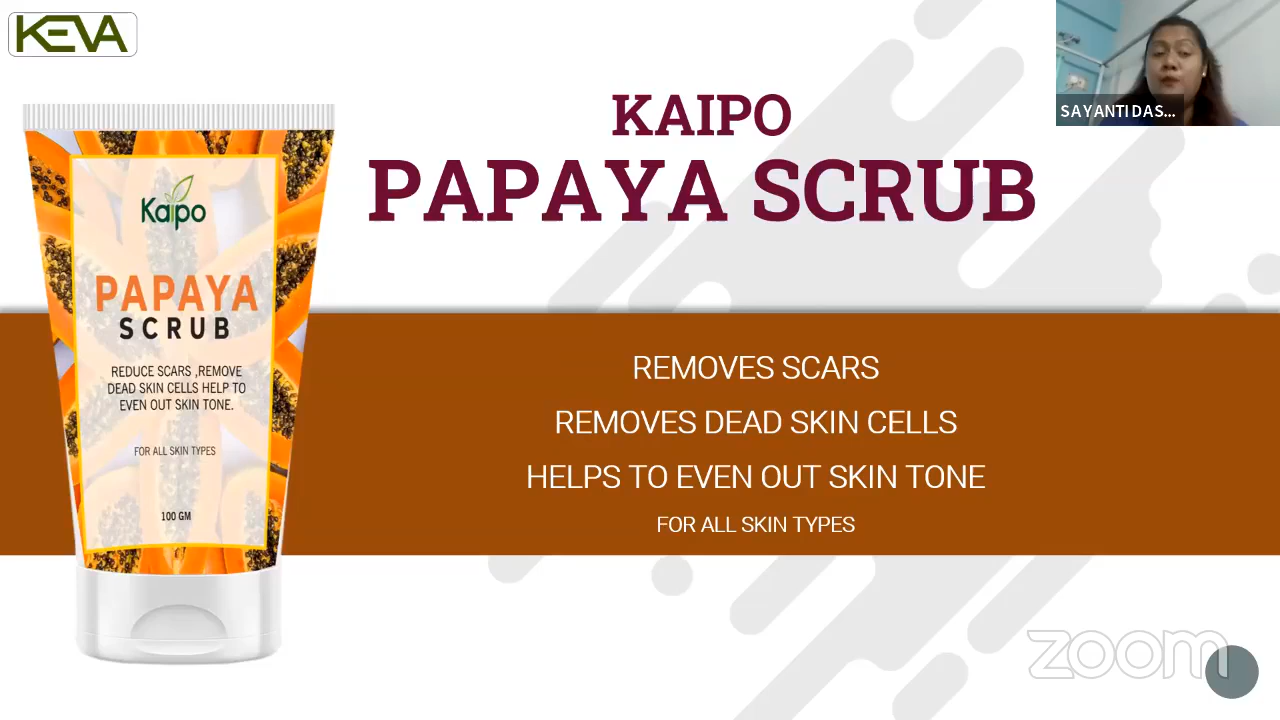 KEVA
SAYANTI DAS...
KAIPO
PAPAYA SCRUB
Kaipo
PAPAYA
SCRUB
REDUCE SCARS ,REMOVE
DEAD SKIN CELLS HELP TO
EVEN OUT SKIN TONE.
FOR ALL SKIN TYPES
100 GM
REMOVES SCARS
REMOVES DEAD SKIN CELLS
HELPS TO EVEN OUT SKIN TONE
FOR ALL SKIN TYPES
zoom